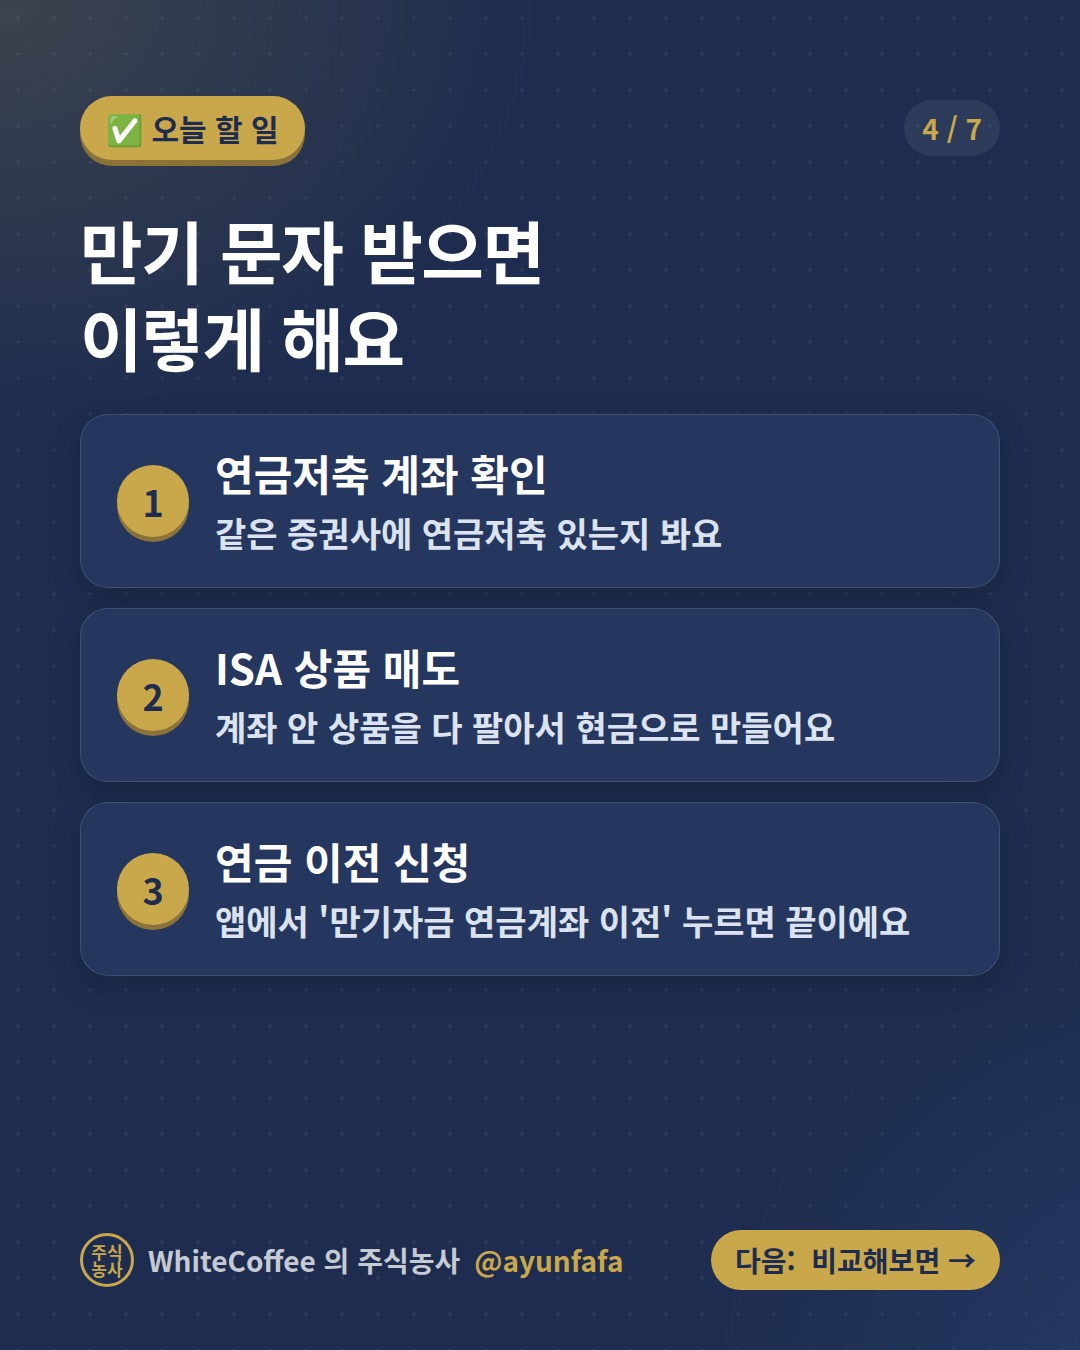 ✅ 오늘 할 일
4 / 7
만기 문자 받으면
이렇게 해요
1
연금저축 계좌 확인
같은 증권사에 연금저축 있는지 봐요
2
ISA 상품 매도
계좌 안 상품을 다 팔아서 현금으로 만들어요
3
연금 이전 신청
앱에서 '만기자금 연금계좌 이전' 누르면 끝이에요
주식
농사
WhiteCoffee 의 주식농사 @ayunfafa
다음: 비교해보면 →